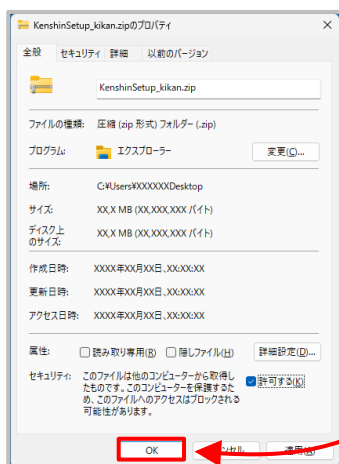 KenshinSetup_kikan.zipのプロパティ
全般 セキュリティ 詳細 以前のバージョン
KenshinSetup_kikan.zip
ファイルの種類: 圧縮 (zip 形式) フォルダー (.zip)
プログラム: エクスプローラー 変更(C)...
場所: C:¥Users¥XXXXXXDesktop
サイズ: XX,X MB (XX,XXX,XXX バイト)
ディスク上
のサイズ: XX,X MB (XX,XXX,XXX バイト)
作成日時: XXXX年XX月XX日、XX:XX:XX
更新日時: XXXX年XX月XX日、XX:XX:XX
アクセス日時: XXXX年XX月XX日、XX:XX:XX
属性: 読み取り専用(R) 隠しファイル(H) 詳細設定(D)...
セキュリティ: このファイルは他のコンピューターから取得し
たものです。このコンピューターを保護するた
め、このファイルへのアクセスはブロックされる
可能性があります。
許可する(K)
OK ンセル 適用(A)